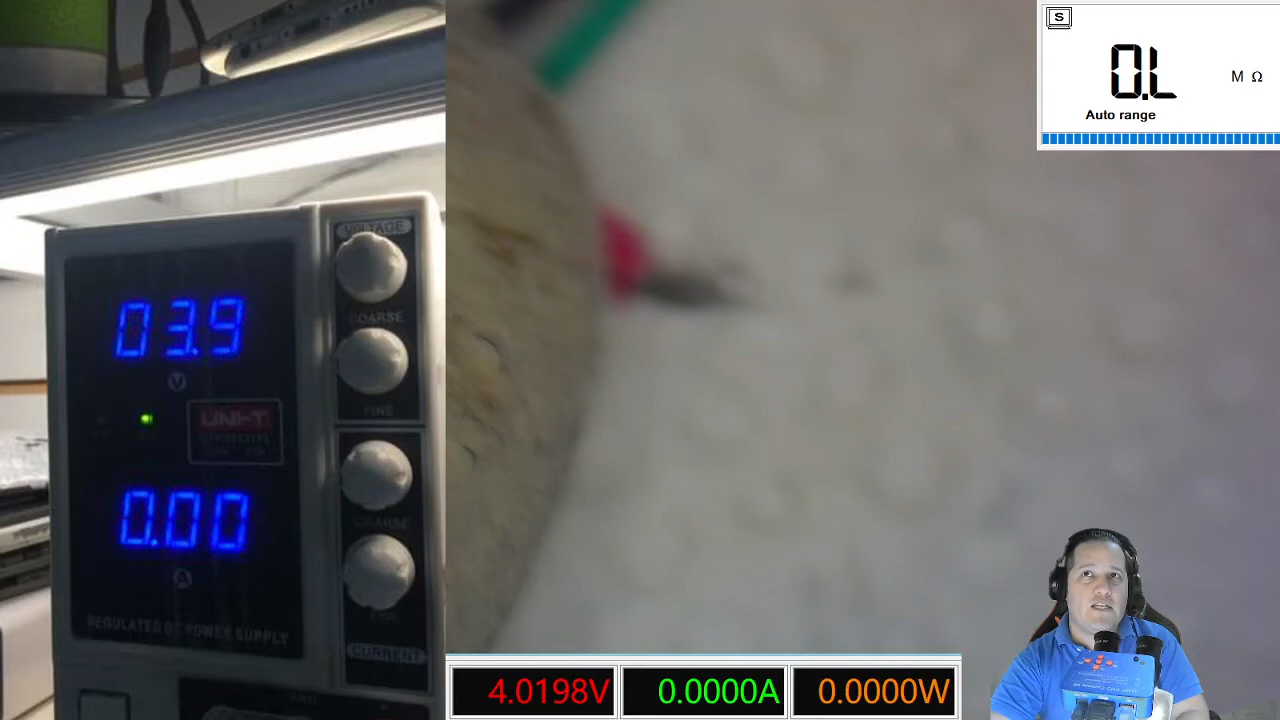 VOLTAGE
COARSE
03.9
V
FINE
UNI-T
0.00
COARSE
A
REGULATED DC POWER SUPPLY
CURRENT
S
0.L
M Ω
Auto range
4.0198V
0.0000A
0.0000W